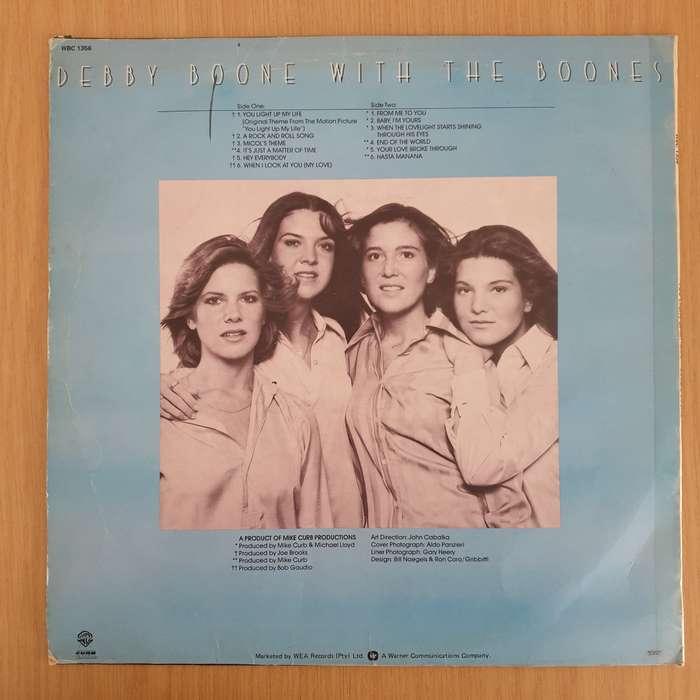 WBC 1356
DEBBY BOONE WITH THE BOONES
Side One:
† 1. YOU LIGHT UP MY LIFE
(Original Theme From The Motion Picture
"You Light Up My Life")
† 2. A ROCK AND ROLL SONG
† 3. MICOL'S THEME
**4. IT'S JUST A MATTER OF TIME
† 5. HEY EVERYBODY
†† 6. WHEN I LOOK AT YOU (MY LOVE)
Side Two:
* 1. FROM ME TO YOU
* 2. BABY, I'M YOURS
* 3. WHEN THE LOVELIGHT STARTS SHINING
THROUGH HIS EYES
**4. END OF THE WORLD
* 5. YOUR LOVE BROKE THROUGH
** 6. HASTA MANANA
A PRODUCT OF MIKE CURB PRODUCTIONS
* Produced by Mike Curb & Michael Lloyd
† Produced by Joe Brooks
** Produced by Mike Curb
†† Produced by Bob Gaudio
Art Direction: John Cabalka
Cover Photograph: Aldo Panzieri
Liner Photograph: Gary Heery
Design: Bill Naegels & Ron Coro/Gribbitt!
CURB
Marketed by WEA Records (Pty) Ltd. A Warner Communications Company.